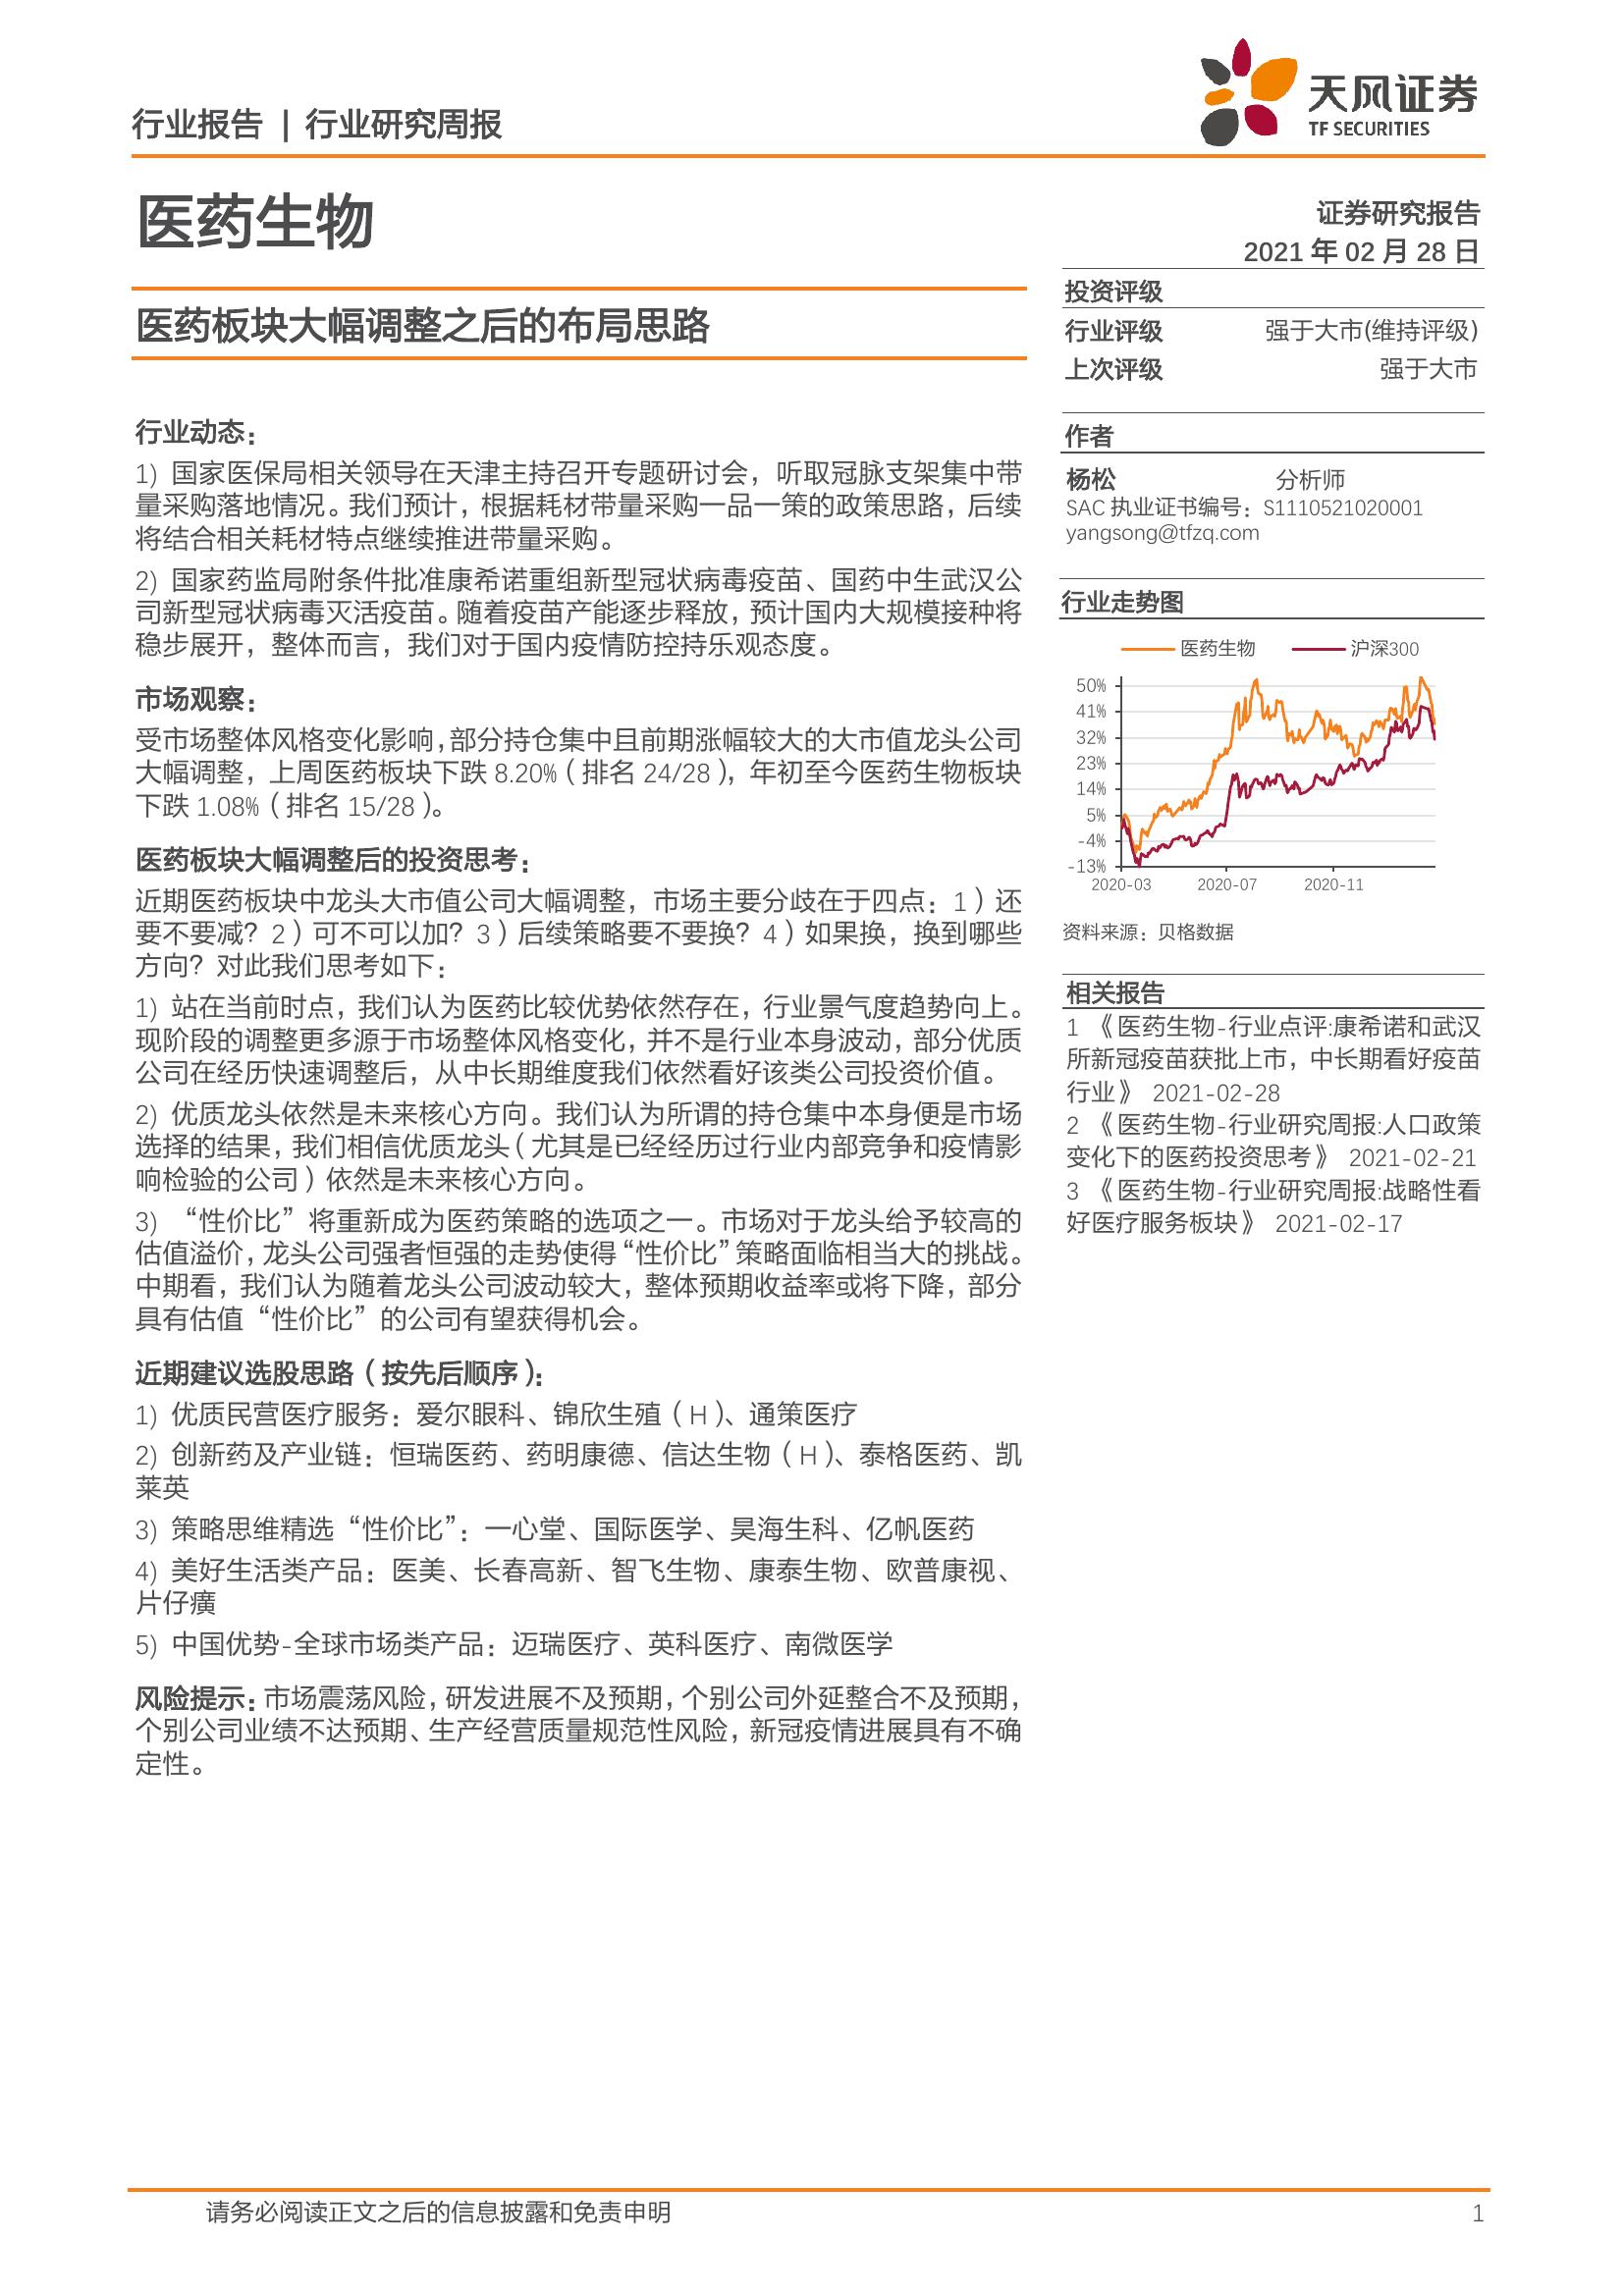 行业报告 | 行业研究周报
天风证券
TF SECURITIES
医药生物
医药板块大幅调整之后的布局思路
行业动态：
1) 国家医保局相关领导在天津主持召开专题研讨会，听取冠脉支架集中带
量采购落地情况。我们预计，根据耗材带量采购一品一策的政策思路，后续
将结合相关耗材特点继续推进带量采购。
2) 国家药监局附条件批准康希诺重组新型冠状病毒疫苗、国药中生武汉公
司新型冠状病毒灭活疫苗。随着疫苗产能逐步释放，预计国内大规模接种将
稳步展开，整体而言，我们对于国内疫情防控持乐观态度。
市场观察：
受市场整体风格变化影响，部分持仓集中且前期涨幅较大的大市值龙头公司
大幅调整，上周医药板块下跌 8.20%（排名 24/28），年初至今医药生物板块
下跌 1.08%（排名 15/28）。
医药板块大幅调整后的投资思考：
近期医药板块中龙头大市值公司大幅调整，市场主要分歧在于四点：1）还
要不要减？2）可不可以加？3）后续策略要不要换？4）如果换，换到哪些
方向？对此我们思考如下：
1) 站在当前时点，我们认为医药比较优势依然存在，行业景气度趋势向上。
现阶段的调整更多源于市场整体风格变化，并不是行业本身波动，部分优质
公司在经历快速调整后，从中长期维度我们依然看好该类公司投资价值。
2) 优质龙头依然是未来核心方向。我们认为所谓的持仓集中本身便是市场
选择的结果，我们相信优质龙头（尤其是已经经历过行业内部竞争和疫情影
响检验的公司）依然是未来核心方向。
3) “性价比”将重新成为医药策略的选项之一。市场对于龙头给予较高的
估值溢价，龙头公司强者恒强的走势使得“性价比”策略面临相当大的挑战。
中期看，我们认为随着龙头公司波动较大，整体预期收益率或将下降，部分
具有估值“性价比”的公司有望获得机会。
近期建议选股思路（按先后顺序）：
1) 优质民营医疗服务：爱尔眼科、锦欣生殖（H）、通策医疗
2) 创新药及产业链：恒瑞医药、药明康德、信达生物（H）、泰格医药、凯
莱英
3) 策略思维精选“性价比”：一心堂、国际医学、昊海生科、亿帆医药
4) 美好生活类产品：医美、长春高新、智飞生物、康泰生物、欧普康视、
片仔癀
5) 中国优势-全球市场类产品：迈瑞医疗、英科医疗、南微医学
风险提示：市场震荡风险，研发进展不及预期，个别公司外延整合不及预期，
个别公司业绩不达预期、生产经营质量规范性风险，新冠疫情进展具有不确
定性。
证券研究报告
2021 年 02 月 28 日
投资评级
行业评级 强于大市(维持评级)
上次评级 强于大市
作者
杨松 分析师
SAC 执业证书编号：S1110521020001
yangsong@tfzq.com
行业走势图
医药生物 沪深300
50%
41%
32%
23%
14%
5%
-4%
-13%
2020-03 2020-07 2020-11
资料来源：贝格数据
相关报告
1 《医药生物-行业点评:康希诺和武汉
所新冠疫苗获批上市，中长期看好疫苗
行业》 2021-02-28
2 《医药生物-行业研究周报:人口政策
变化下的医药投资思考》 2021-02-21
3 《医药生物-行业研究周报:战略性看
好医疗服务板块》 2021-02-17
请务必阅读正文之后的信息披露和免责申明 1